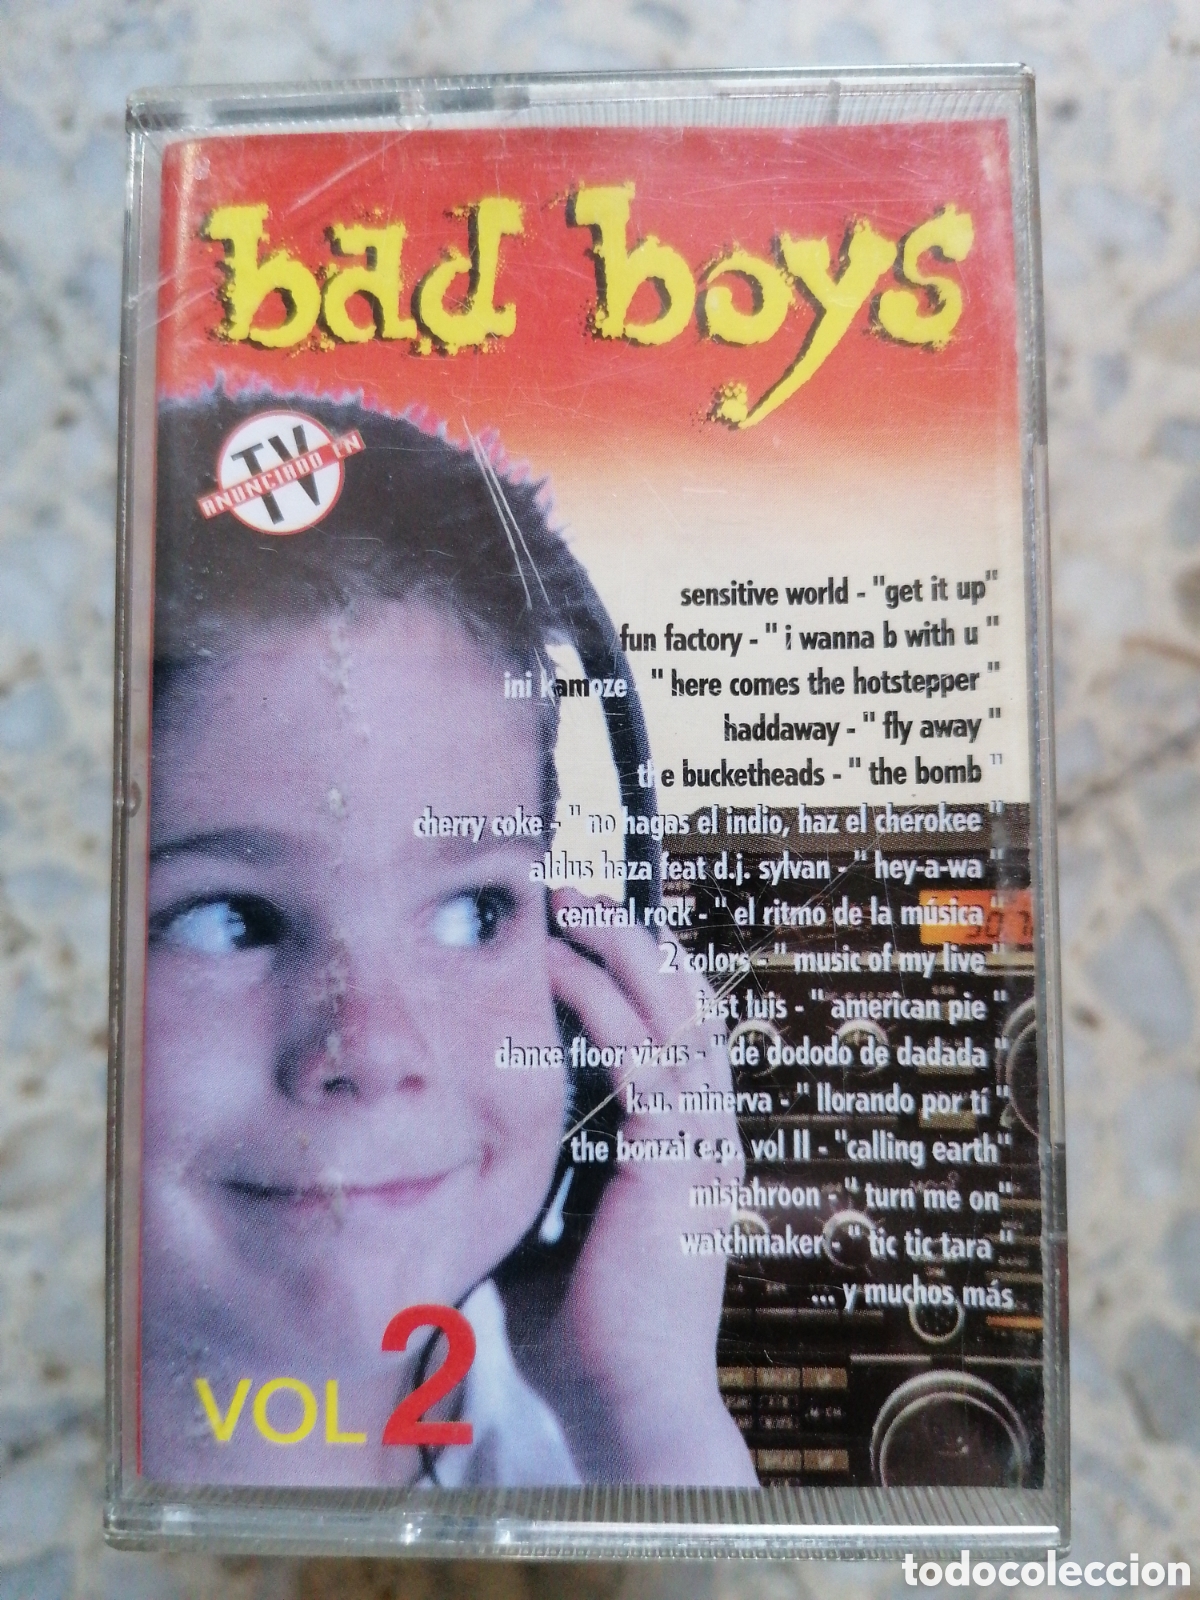 bad boys
TV
ANUNCIADO EN
sensitive world - "get it up"
fun factory - " i wanna b with u "
ini kamoze - " here comes the hotstepper "
haddaway - " fly away "
the bucketheads - " the bomb "
cherry coke - " no hagas el indio, haz el cherokee "
aldus haza feat d.j. sylvan - " hey-a-wa "
central rock - " el ritmo de la música "
2 colors - " music of my live "
just luis - " american pie "
dance floor virus - " de dododo de dadada "
k.u. minerva - " llorando por tí "
the bonzai e.p. vol II - "calling earth"
misjahroon - " turn me on"
watchmaker - " tic tic tara "
... y muchos más
VOL 2
todocoleccion